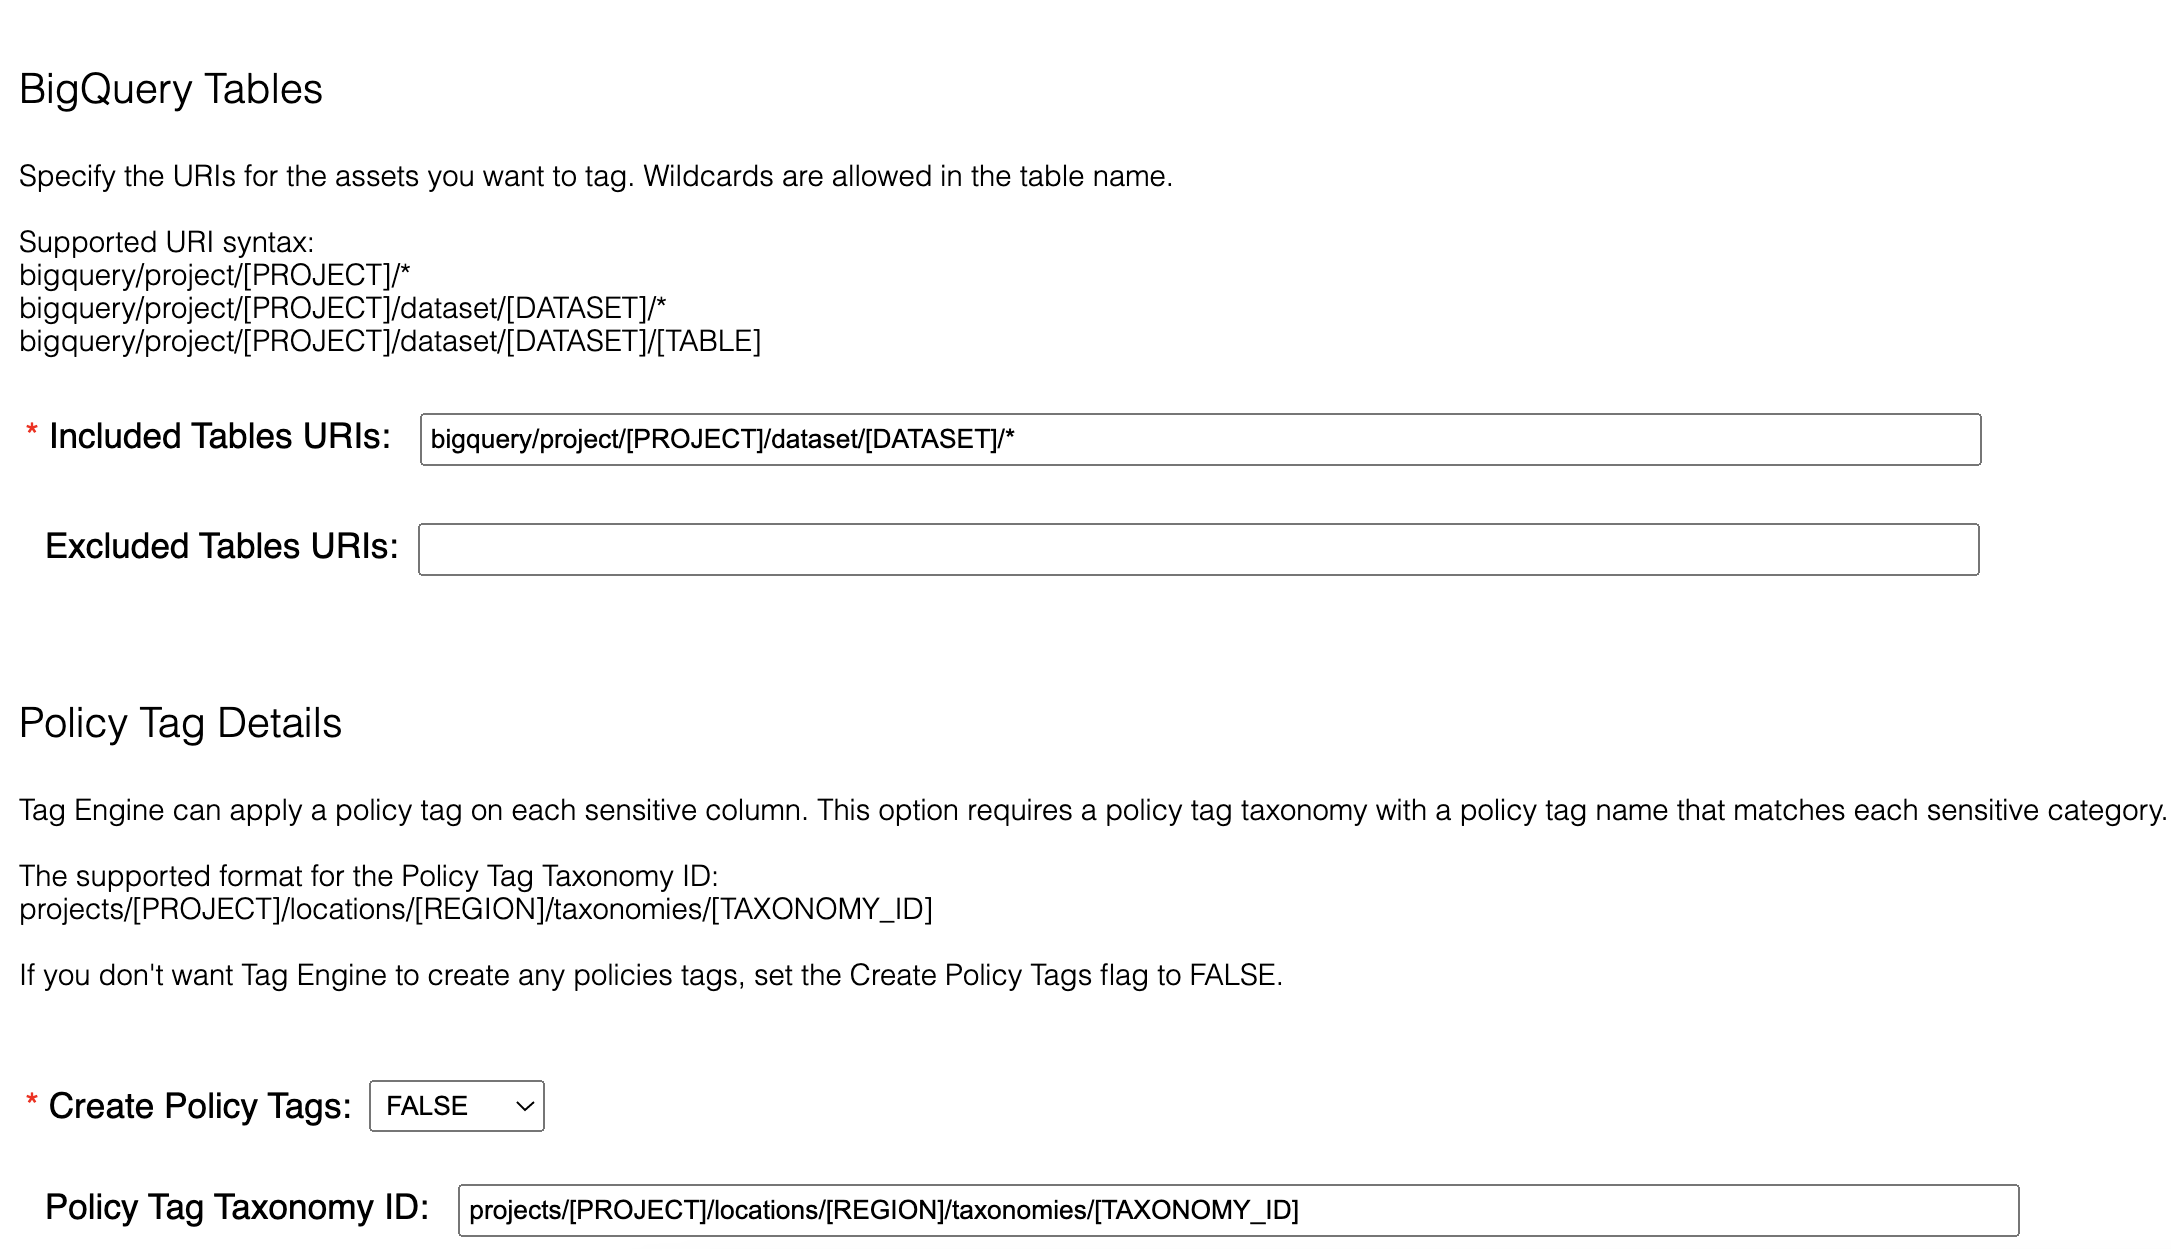 BigQuery Tables
Specify the URIs for the assets you want to tag. Wildcards are allowed in the table name.
Supported URI syntax:
bigquery/project/[PROJECT]/*
bigquery/project/[PROJECT]/dataset/[DATASET]/*
bigquery/project/[PROJECT]/dataset/[DATASET]/[TABLE]
* Included Tables URIs: bigquery/project/[PROJECT]/dataset/[DATASET]/*
Excluded Tables URIs:
Policy Tag Details
Tag Engine can apply a policy tag on each sensitive column. This option requires a policy tag taxonomy with a policy tag name that matches each sensitive category.
The supported format for the Policy Tag Taxonomy ID:
projects/[PROJECT]/locations/[REGION]/taxonomies/[TAXONOMY_ID]
If you don't want Tag Engine to create any policies tags, set the Create Policy Tags flag to FALSE.
* Create Policy Tags: FALSE
Policy Tag Taxonomy ID: projects/[PROJECT]/locations/[REGION]/taxonomies/[TAXONOMY_ID]